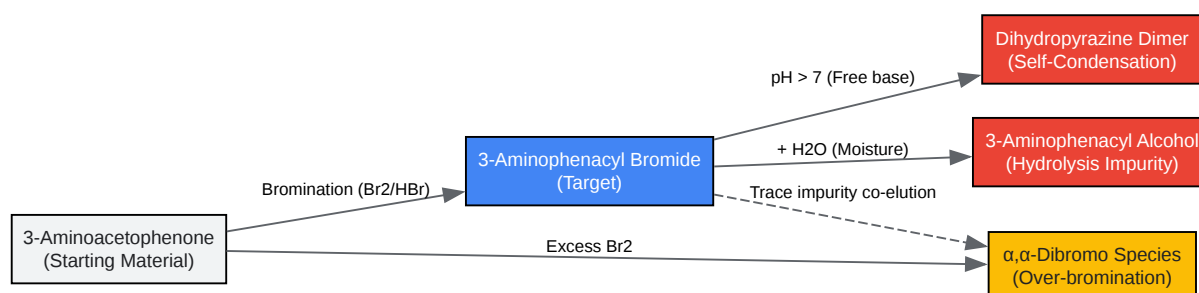 Dihydropyrazine Dimer
(Self-Condensation)
pH > 7 (Free base)
3-Aminophenacyl Alcohol
(Hydrolysis Impurity)
+ H2O (Moisture)
3-Aminophenacyl Bromide
(Target)
Bromination (Br2/HBr)
Trace impurity co-elution
3-Aminoacetophenone
(Starting Material)
Excess Br2
α,α-Dibromo Species
(Over-bromination)